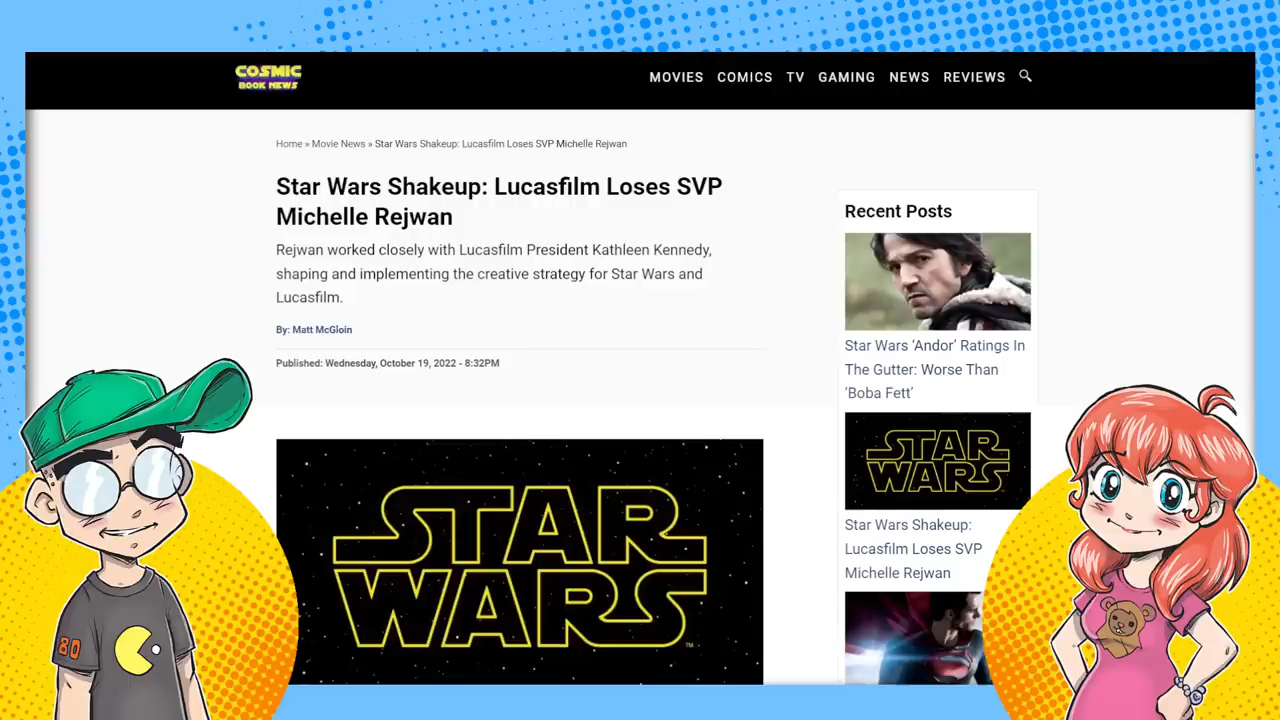 COSMIC
BOOK NEWS
MOVIES COMICS TV GAMING NEWS REVIEWS
Home » Movie News » Star Wars Shakeup: Lucasfilm Loses SVP Michelle Rejwan
Star Wars Shakeup: Lucasfilm Loses SVP
Michelle Rejwan
Rejwan worked closely with Lucasfilm President Kathleen Kennedy,
shaping and implementing the creative strategy for Star Wars and
Lucasfilm.
By: Matt McGloin
Published: Wednesday, October 19, 2022 - 8:32PM
STAR
WARS
TM
Recent Posts
Star Wars ‘Andor’ Ratings In
The Gutter: Worse Than
‘Boba Fett’
STAR
WARS
Star Wars Shakeup:
Lucasfilm Loses SVP
Michelle Rejwan
80